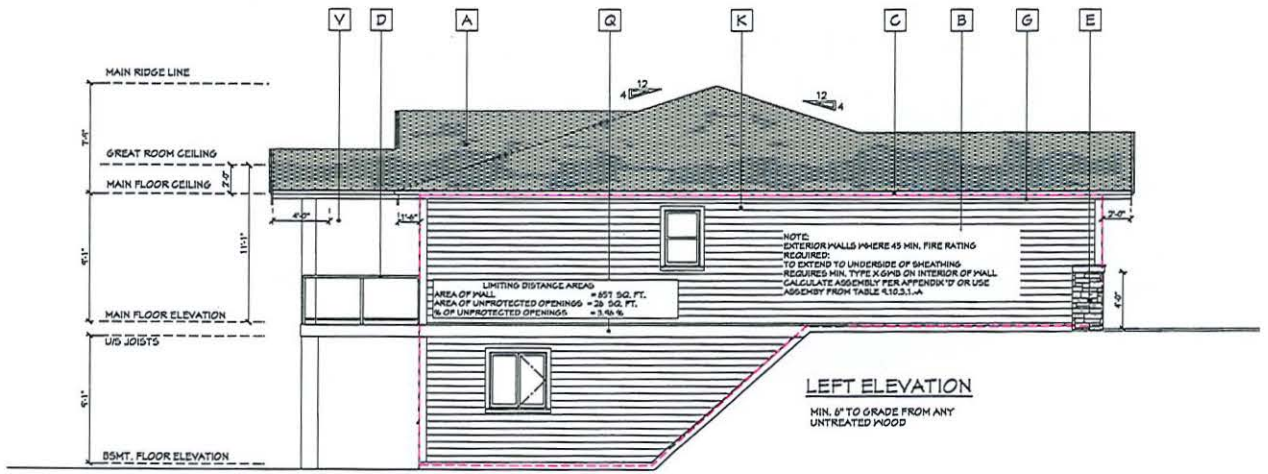 V D A Q K C B G E
MAIN RIDGE LINE
12
4
12
4
7'-9"
GREAT ROOM CEILING
2'-0"
MAIN FLOOR CEILING
4'-0"
1'-6"
2'-0"
9'-1"
11'-1"
NOTE:
EXTERIOR WALLS WHERE 45 MIN. FIRE RATING
REQUIRED:
TO EXTEND TO UNDERSIDE OF SHEATHING
REQUIRES MIN. TYPE X GWB ON INTERIOR OF WALL
CALCULATE ASSEMBLY PER APPENDIX 'D' OR USE
ASSEMBY FROM TABLE 9.10.3.1.-A
LIMITING DISTANCE AREAS
AREA OF WALL = 657 SQ. FT.
AREA OF UNPROTECTED OPENINGS = 26 SQ. FT.
% OF UNPROTECTED OPENINGS = 3.96 %
4'-0"
MAIN FLOOR ELEVATION
U/S JOISTS
9'-1"
LEFT ELEVATION
MIN. 8" TO GRADE FROM ANY
UNTREATED WOOD
BSMT. FLOOR ELEVATION